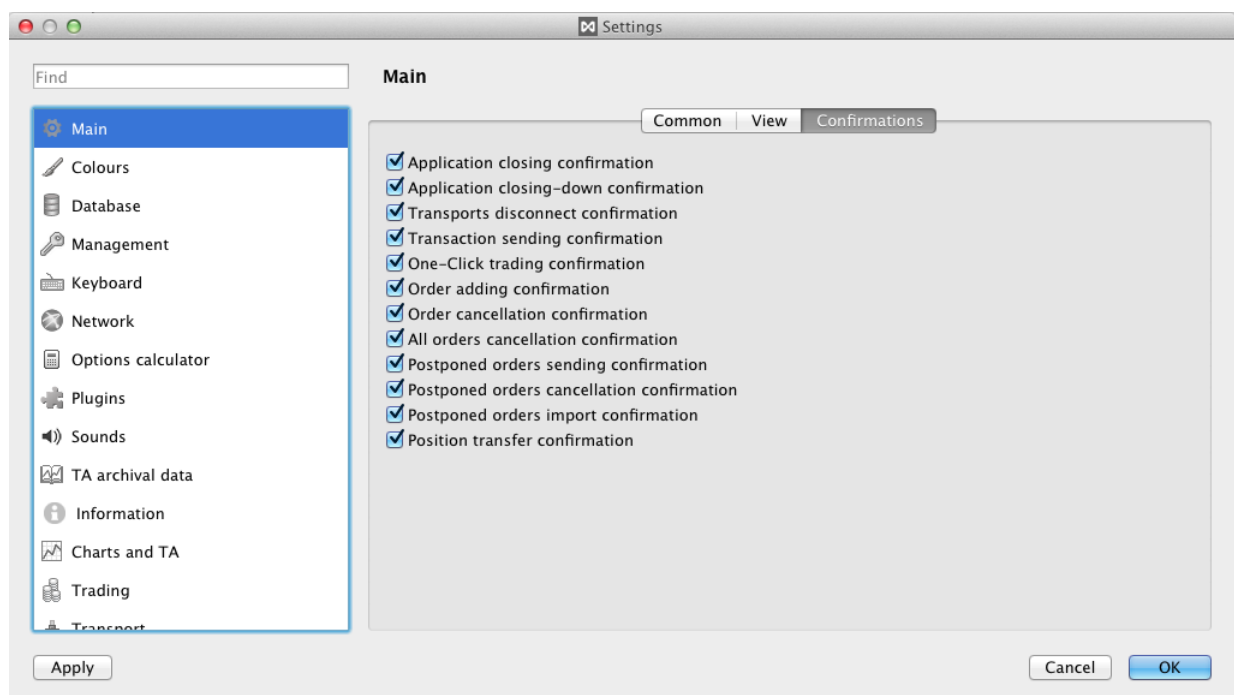 Settings
Find
Main
Colours
Database
Management
Keyboard
Network
Options calculator
Plugins
Sounds
TA archival data
Information
Charts and TA
Trading
Transport
Main
Common View Confirmations
Application closing confirmation
Application closing-down confirmation
Transports disconnect confirmation
Transaction sending confirmation
One-Click trading confirmation
Order adding confirmation
Order cancellation confirmation
All orders cancellation confirmation
Postponed orders sending confirmation
Postponed orders cancellation confirmation
Postponed orders import confirmation
Position transfer confirmation
Apply
Cancel OK